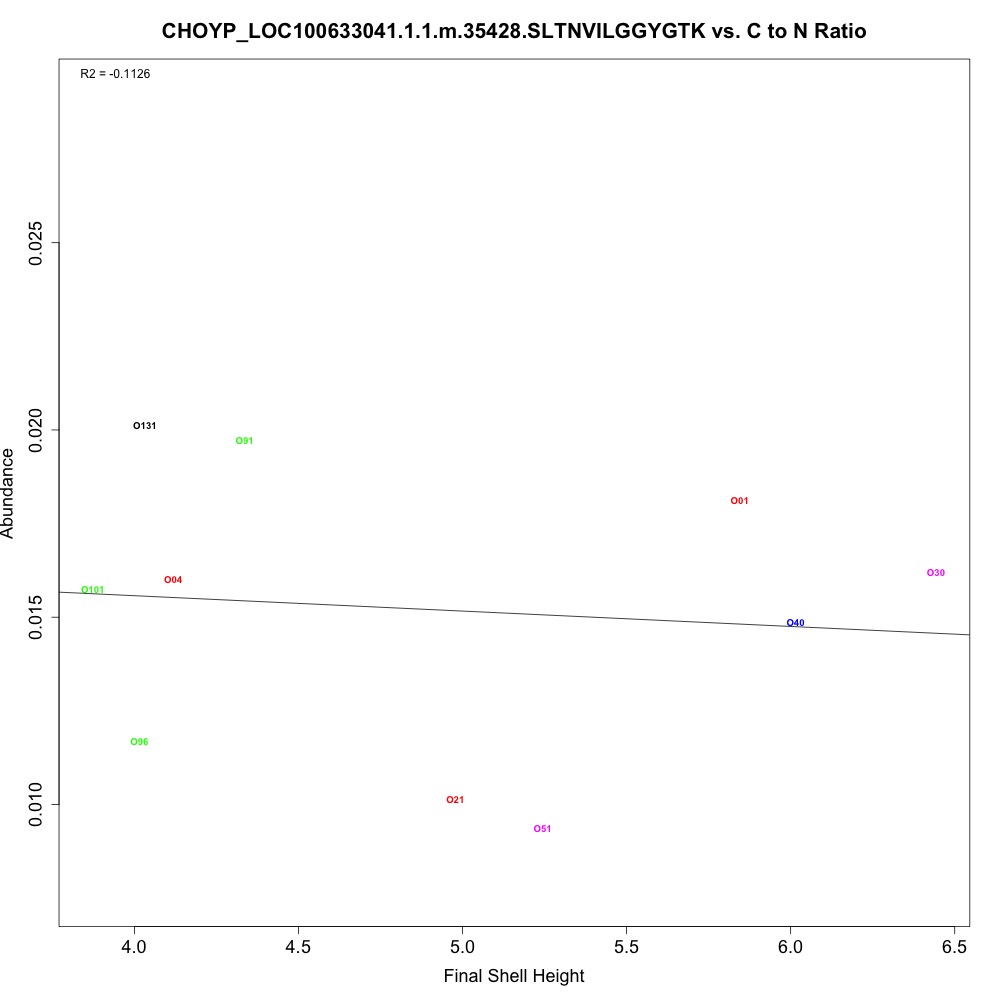 CHOYP_LOC100633041.1.1.m.35428.SLTNVILGGYGTK vs. C to N Ratio
R2 = -0.1126
0.025
0.020
0.015
0.010
Abundance
O131
O91
O01
O30
O04
O101
O40
O96
O21
O51
4.0 4.5 5.0 5.5 6.0 6.5
Final Shell Height